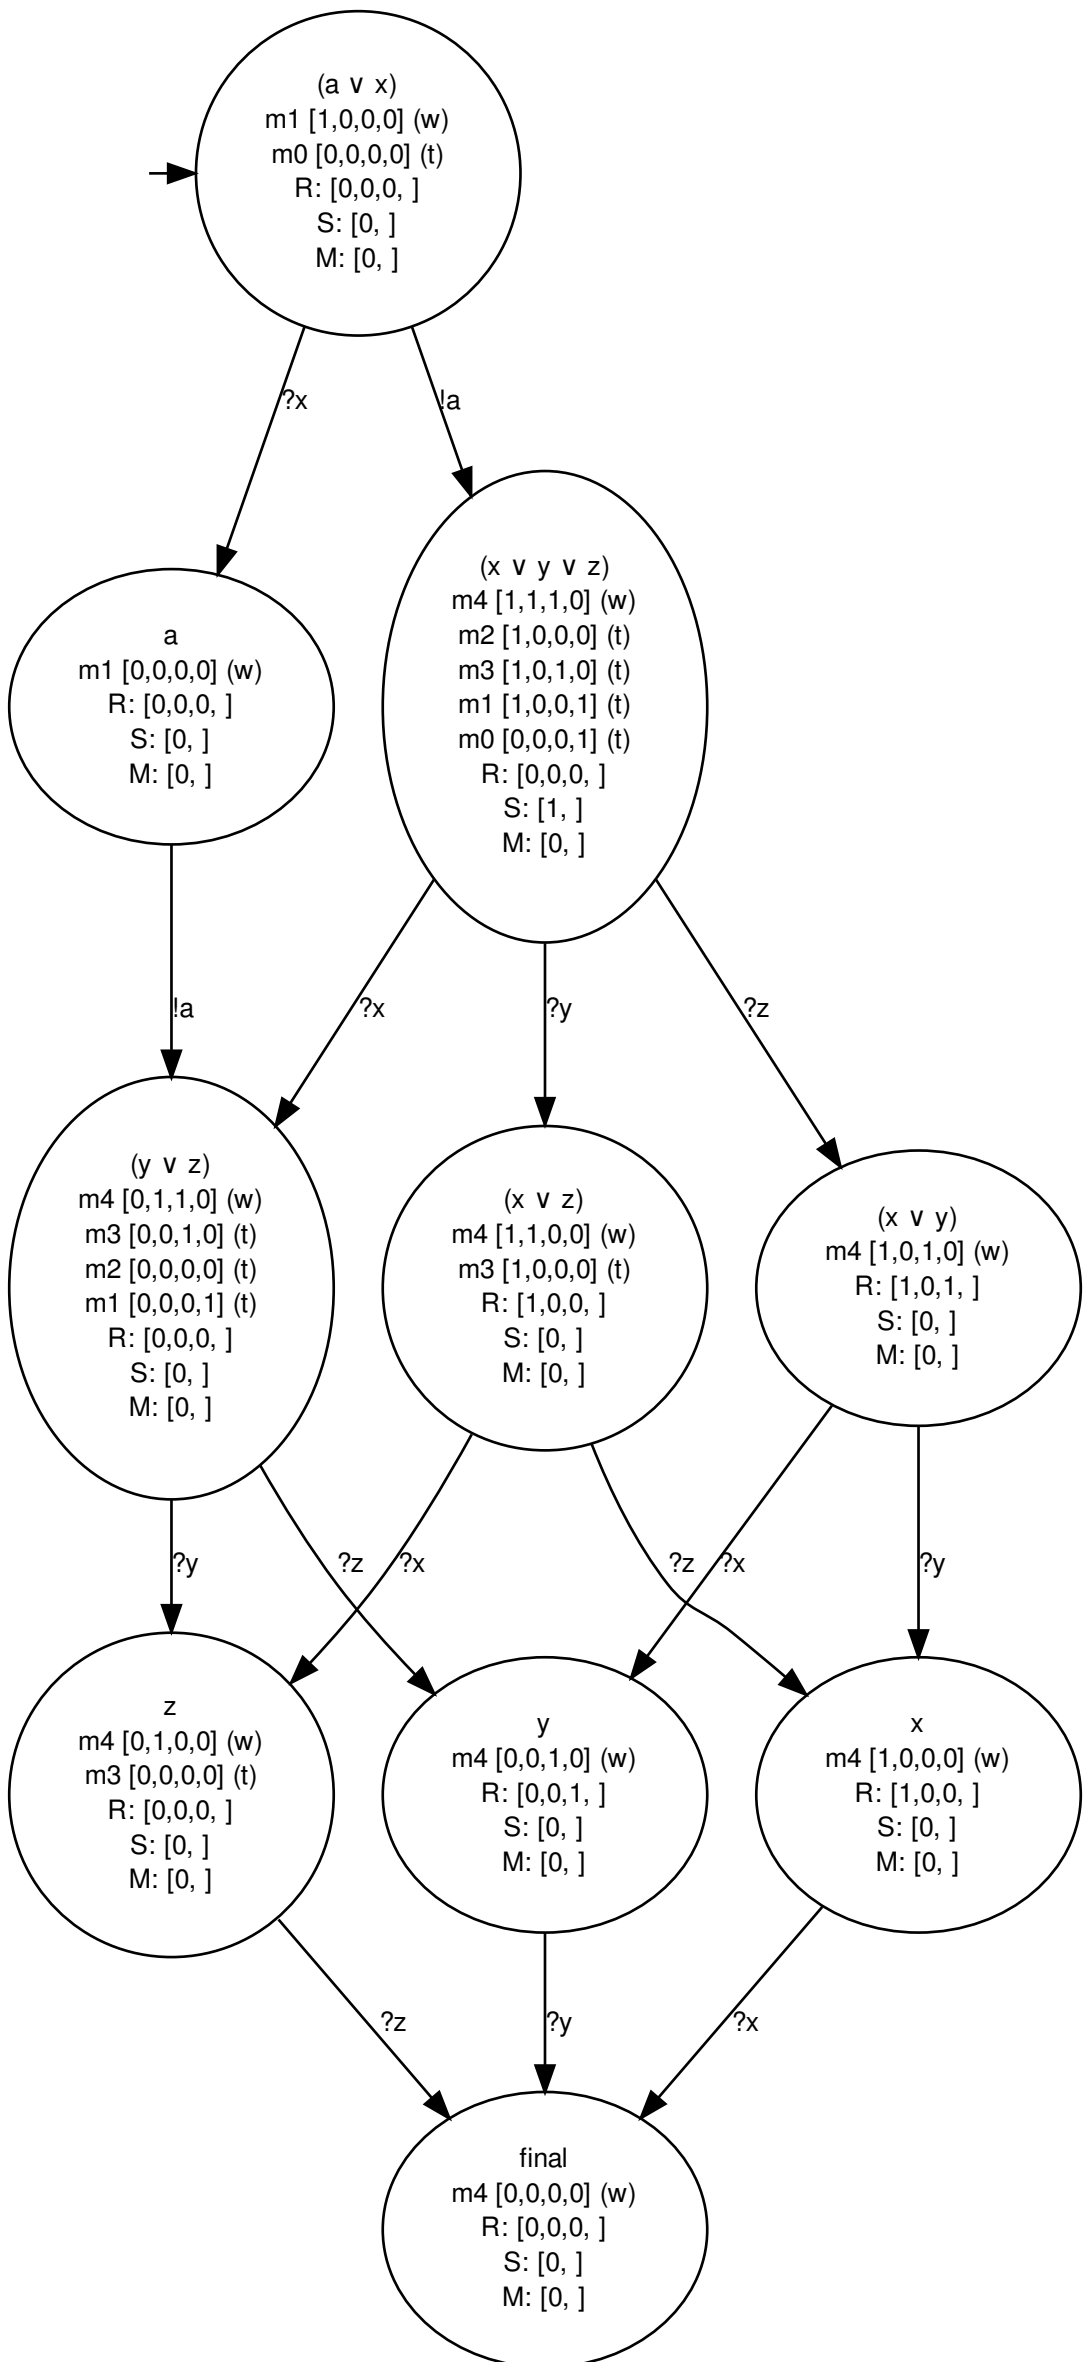 (a ∨ x)
m1 [1,0,0,0] (w)
m0 [0,0,0,0] (t)
R: [0,0,0, ]
S: [0, ]
M: [0, ]
?x
!a
(x ∨ y ∨ z)
m4 [1,1,1,0] (w)
m2 [1,0,0,0] (t)
m3 [1,0,1,0] (t)
m1 [1,0,0,1] (t)
m0 [0,0,0,1] (t)
R: [0,0,0, ]
S: [1, ]
M: [0, ]
a
m1 [0,0,0,0] (w)
R: [0,0,0, ]
S: [0, ]
M: [0, ]
!a
?x
?y
?z
(y ∨ z)
m4 [0,1,1,0] (w)
m3 [0,0,1,0] (t)
m2 [0,0,0,0] (t)
m1 [0,0,0,1] (t)
R: [0,0,0, ]
S: [0, ]
M: [0, ]
(x ∨ z)
m4 [1,1,0,0] (w)
m3 [1,0,0,0] (t)
R: [1,0,0, ]
S: [0, ]
M: [0, ]
(x ∨ y)
m4 [1,0,1,0] (w)
R: [1,0,1, ]
S: [0, ]
M: [0, ]
?y
?z
?x
?z
?x
?y
z
m4 [0,1,0,0] (w)
m3 [0,0,0,0] (t)
R: [0,0,0, ]
S: [0, ]
M: [0, ]
y
m4 [0,0,1,0] (w)
R: [0,0,1, ]
S: [0, ]
M: [0, ]
x
m4 [1,0,0,0] (w)
R: [1,0,0, ]
S: [0, ]
M: [0, ]
?z
?y
?x
final
m4 [0,0,0,0] (w)
R: [0,0,0, ]
S: [0, ]
M: [0, ]